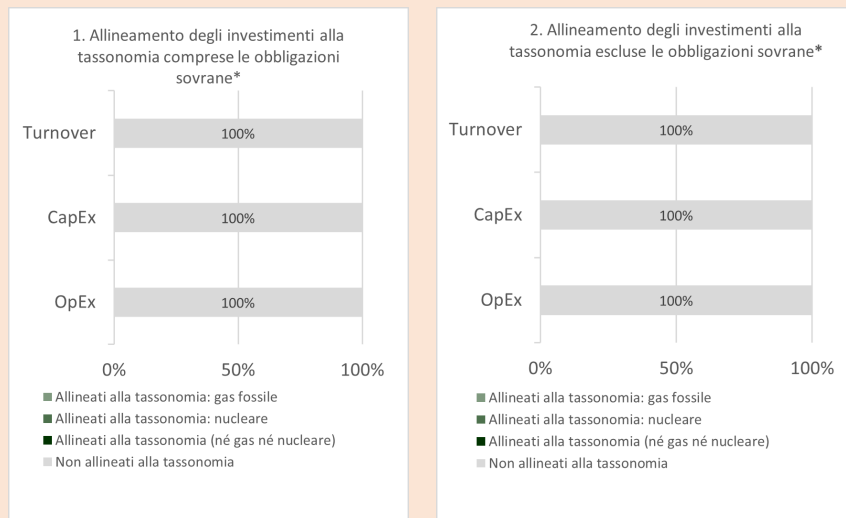 1. Allineamento degli investimenti alla
tassonomia comprese le obbligazioni
sovrane*
Turnover
100%
CapEx
100%
OpEx
100%
0%
50%
100%
Allineati alla tassonomia: gas fossile
Allineati alla tassonomia: nucleare
Allineati alla tassonomia (né gas né nucleare)
Non allineati alla tassonomia
2. Allineamento degli investimenti alla
tassonomia escluse le obbligazioni sovrane*
Turnover
100%
CapEx
100%
OpEx
100%
0%
50%
100%
Allineati alla tassonomia: gas fossile
Allineati alla tassonomia: nucleare
Allineati alla tassonomia (né gas né nucleare)
Non allineati alla tassonomia